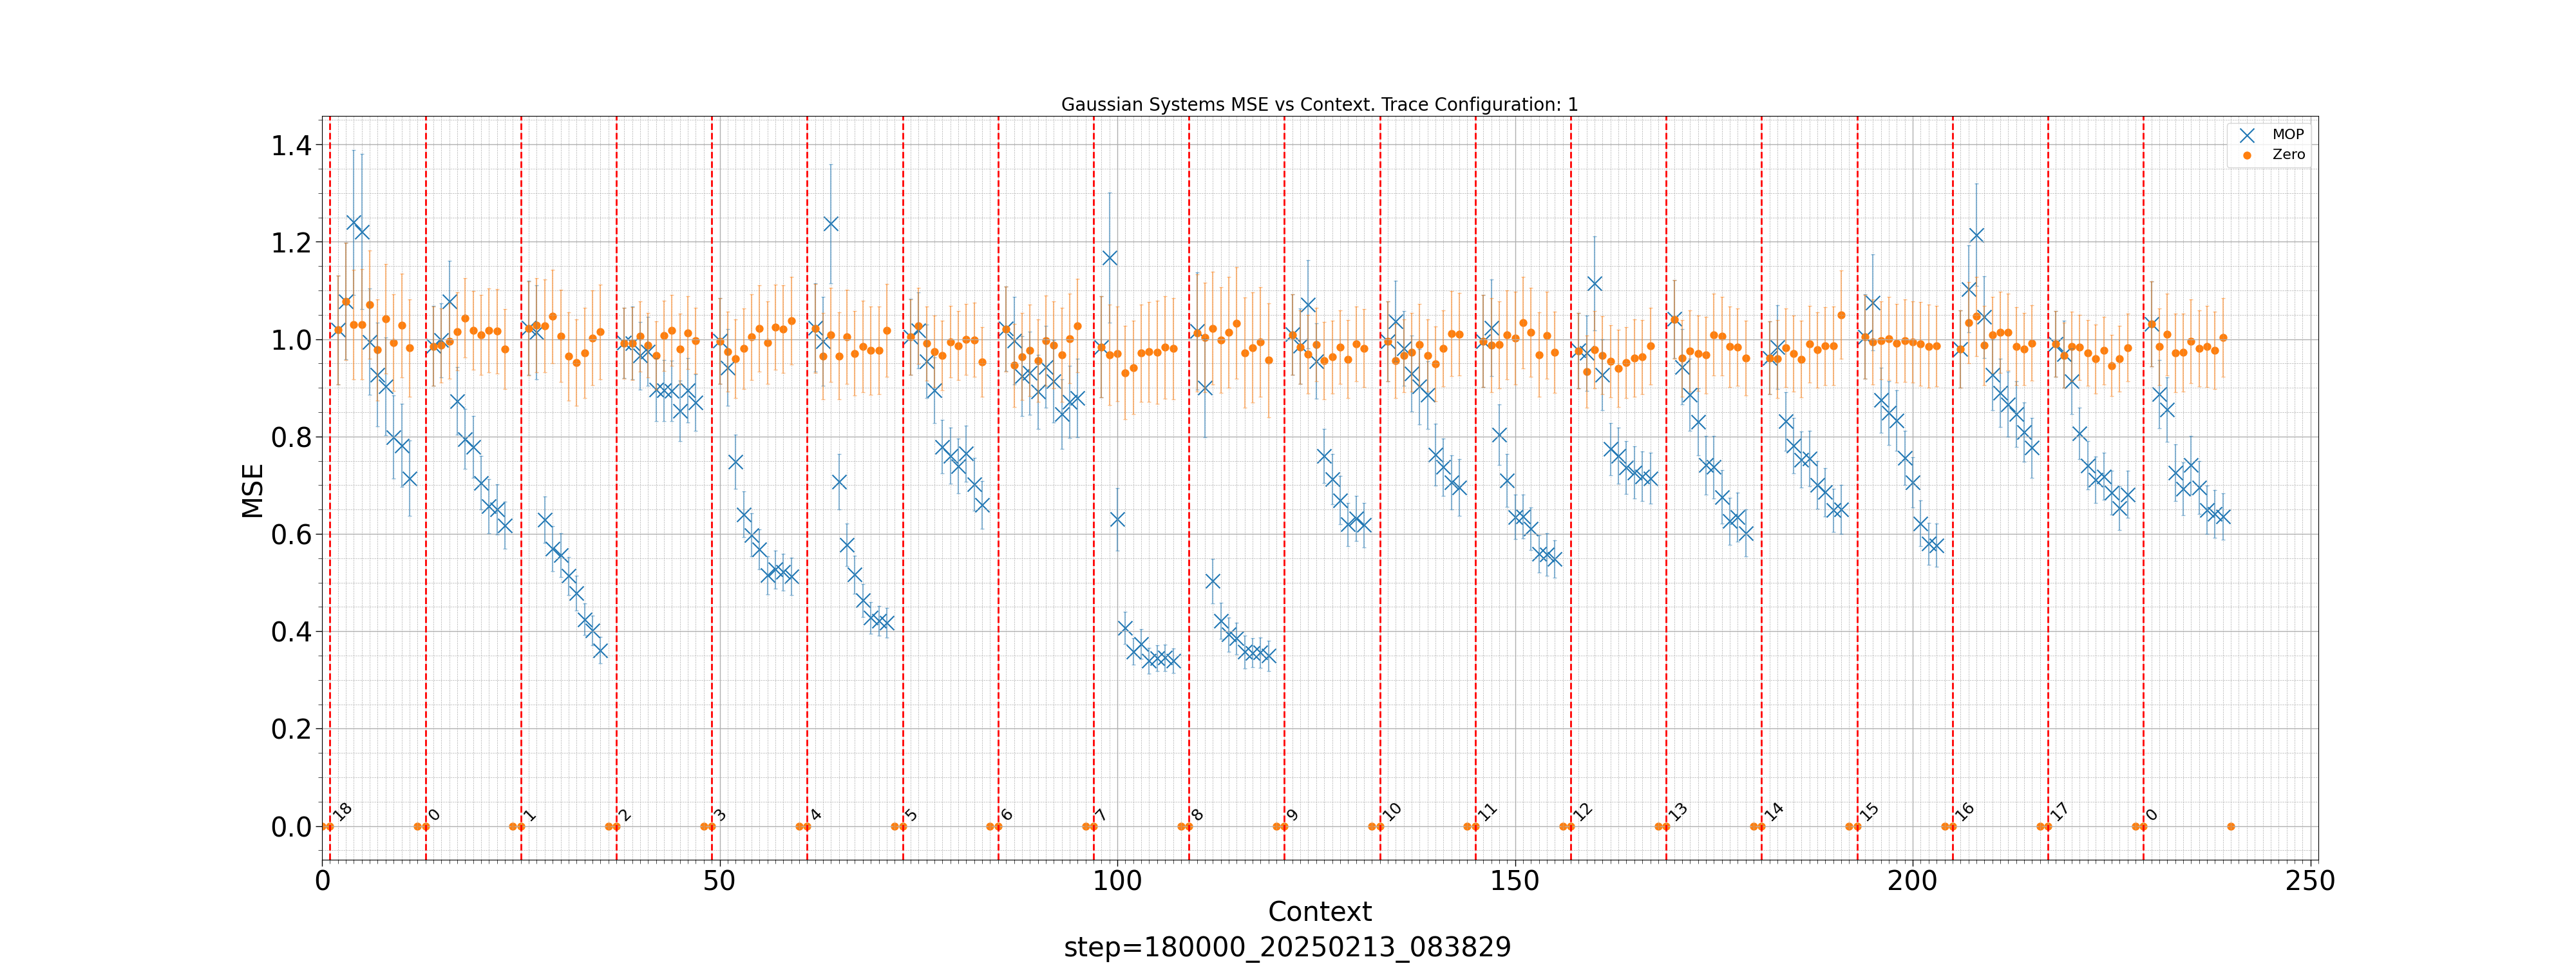 Gaussian Systems MSE vs Context. Trace Configuration: 1
MOP
Zero
MSE
1.4
1.2
1.0
0.8
0.6
0.4
0.2
0.0
18 0 1 2 3 4 5 6 7 8 9 10 11 12 13 14 15 16 17 0
0 50 100 150 200 250
Context
step=180000_20250213_083829